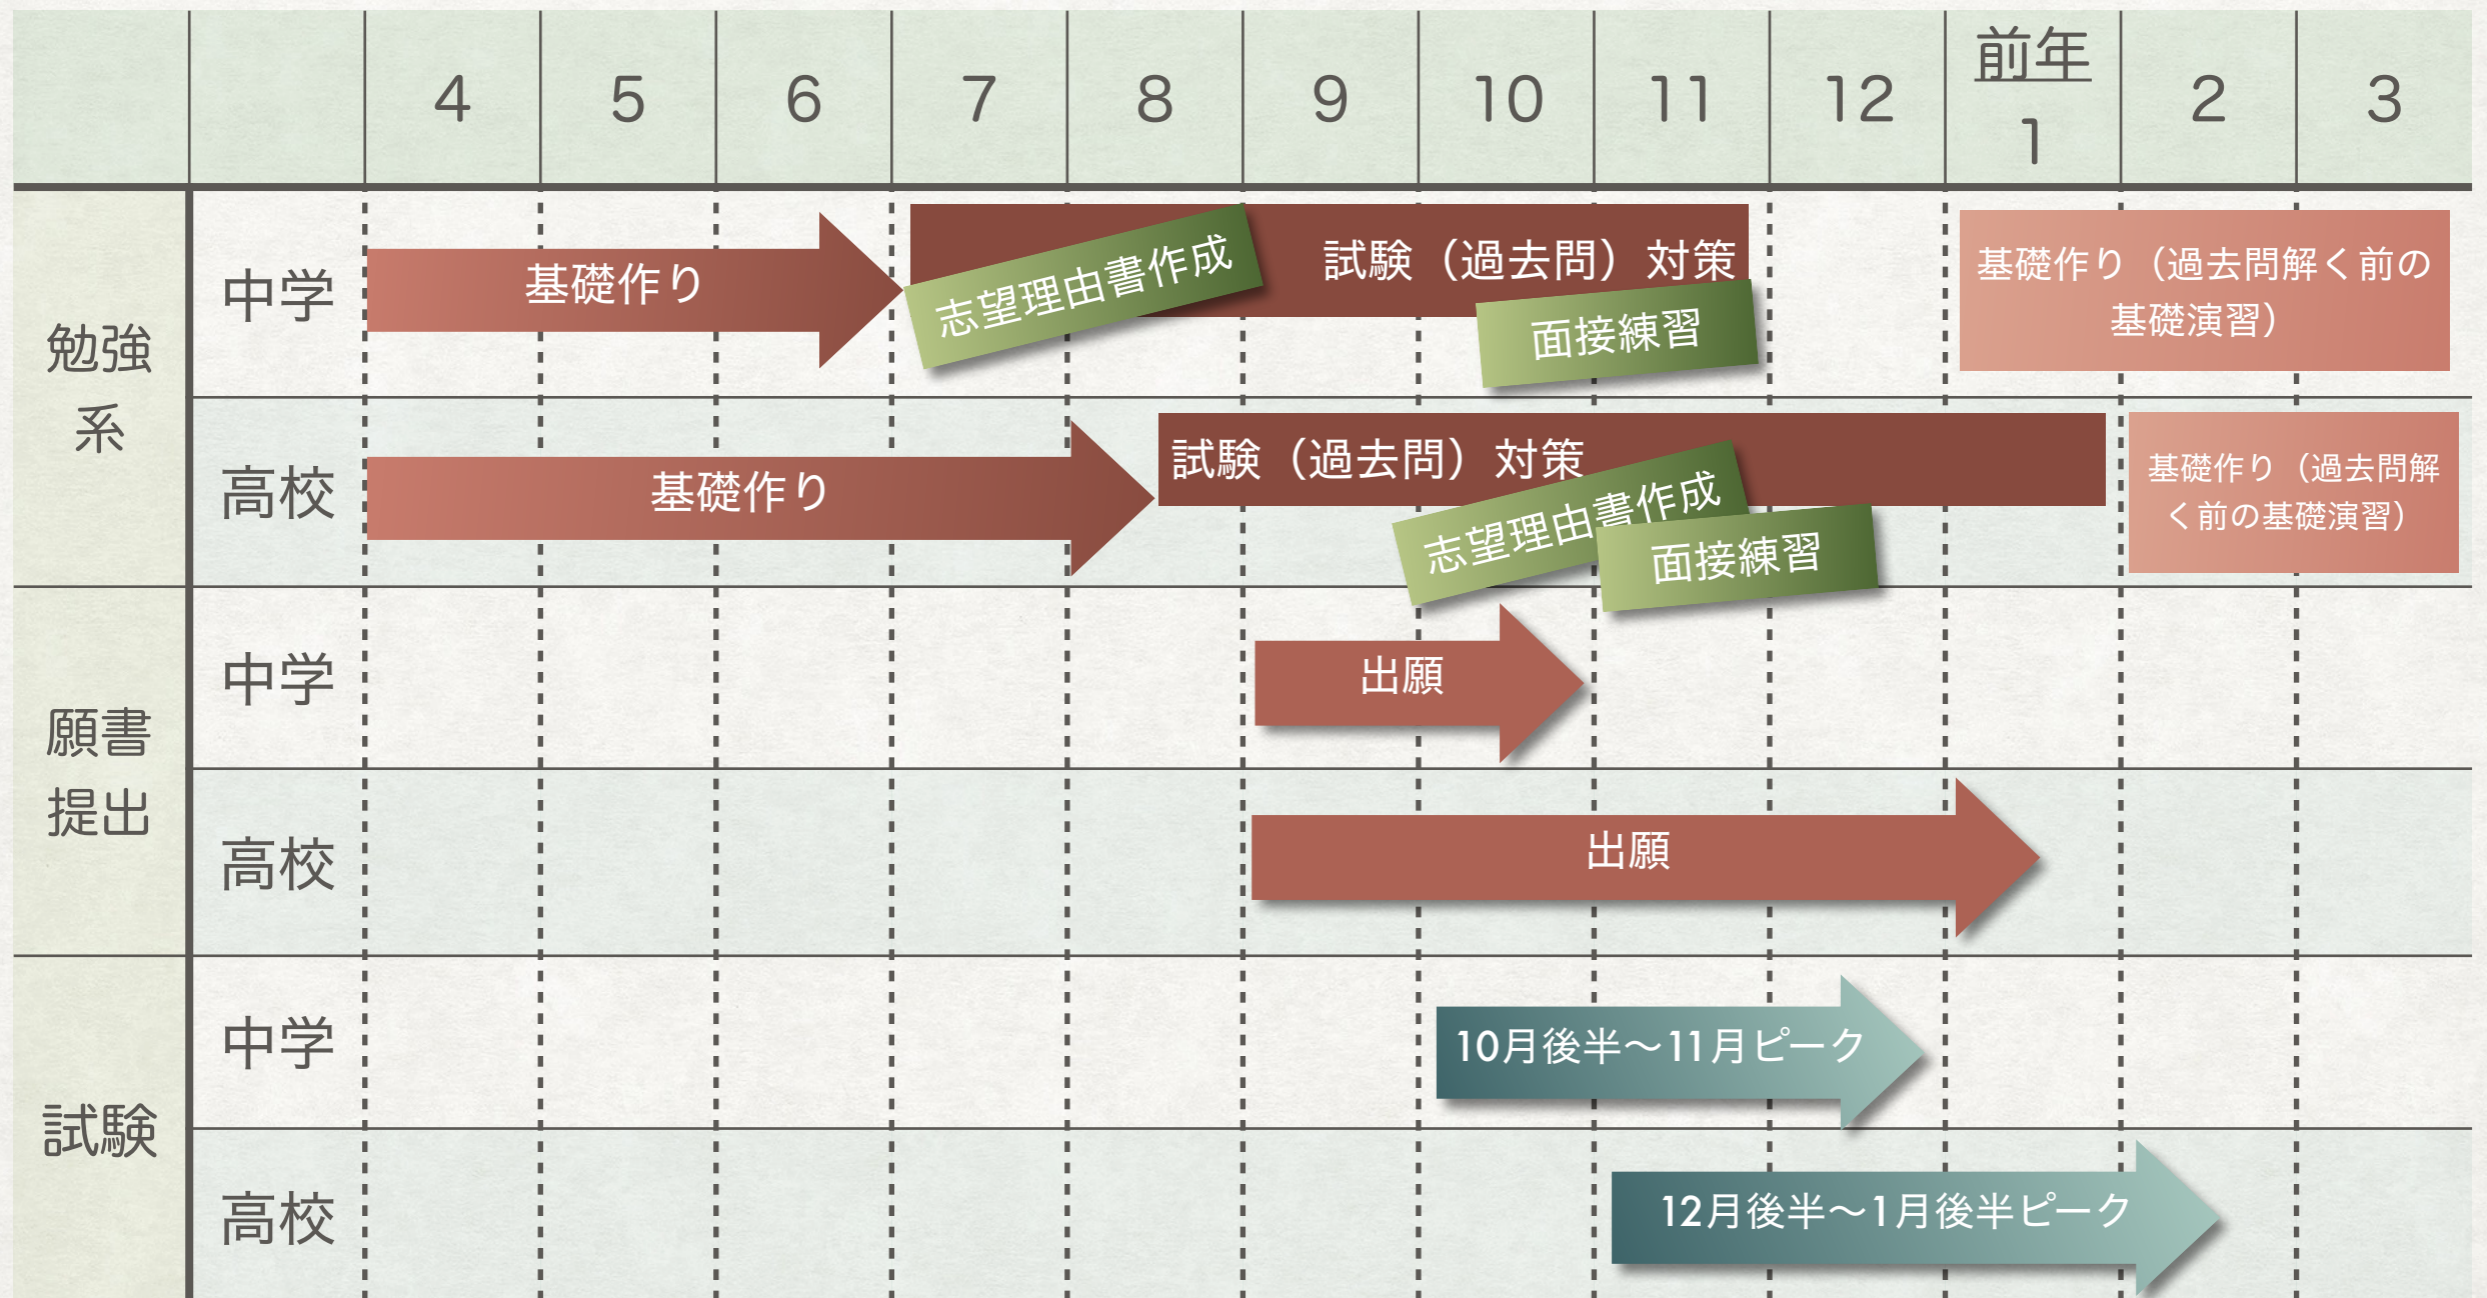 4
5
6
7
8
9
10
11
12
前年
1
2
3
勉強
系
中学
基礎作り
志望理由書作成
試験（過去問）対策
面接練習
基礎作り（過去問解く前の
基礎演習）
高校
基礎作り
試験（過去問）対策
志望理由書作成
面接練習
基礎作り（過去問解
く前の基礎演習）
願書
提出
中学
出願
高校
出願
試験
中学
10月後半～11月ピーク
高校
12月後半～1月後半ピーク